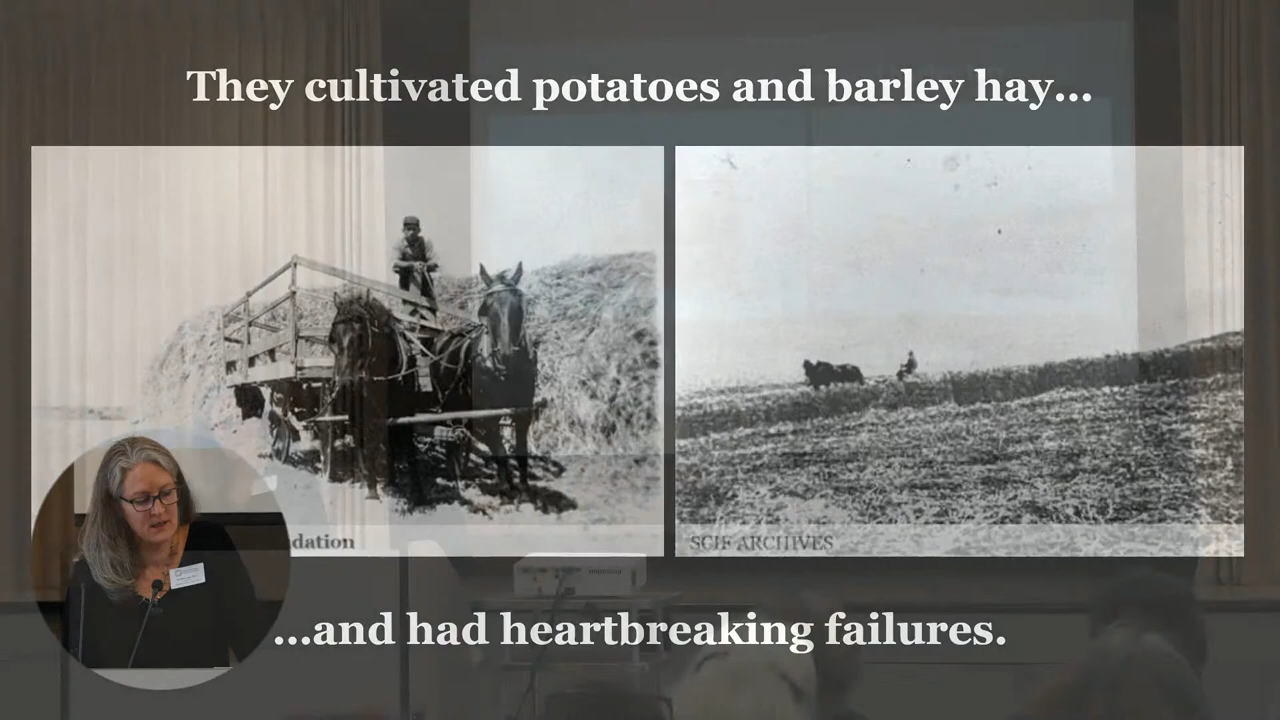 They cultivated potatoes and barley hay...
dation
SCIF ARCHIVES
...and had heartbreaking failures.